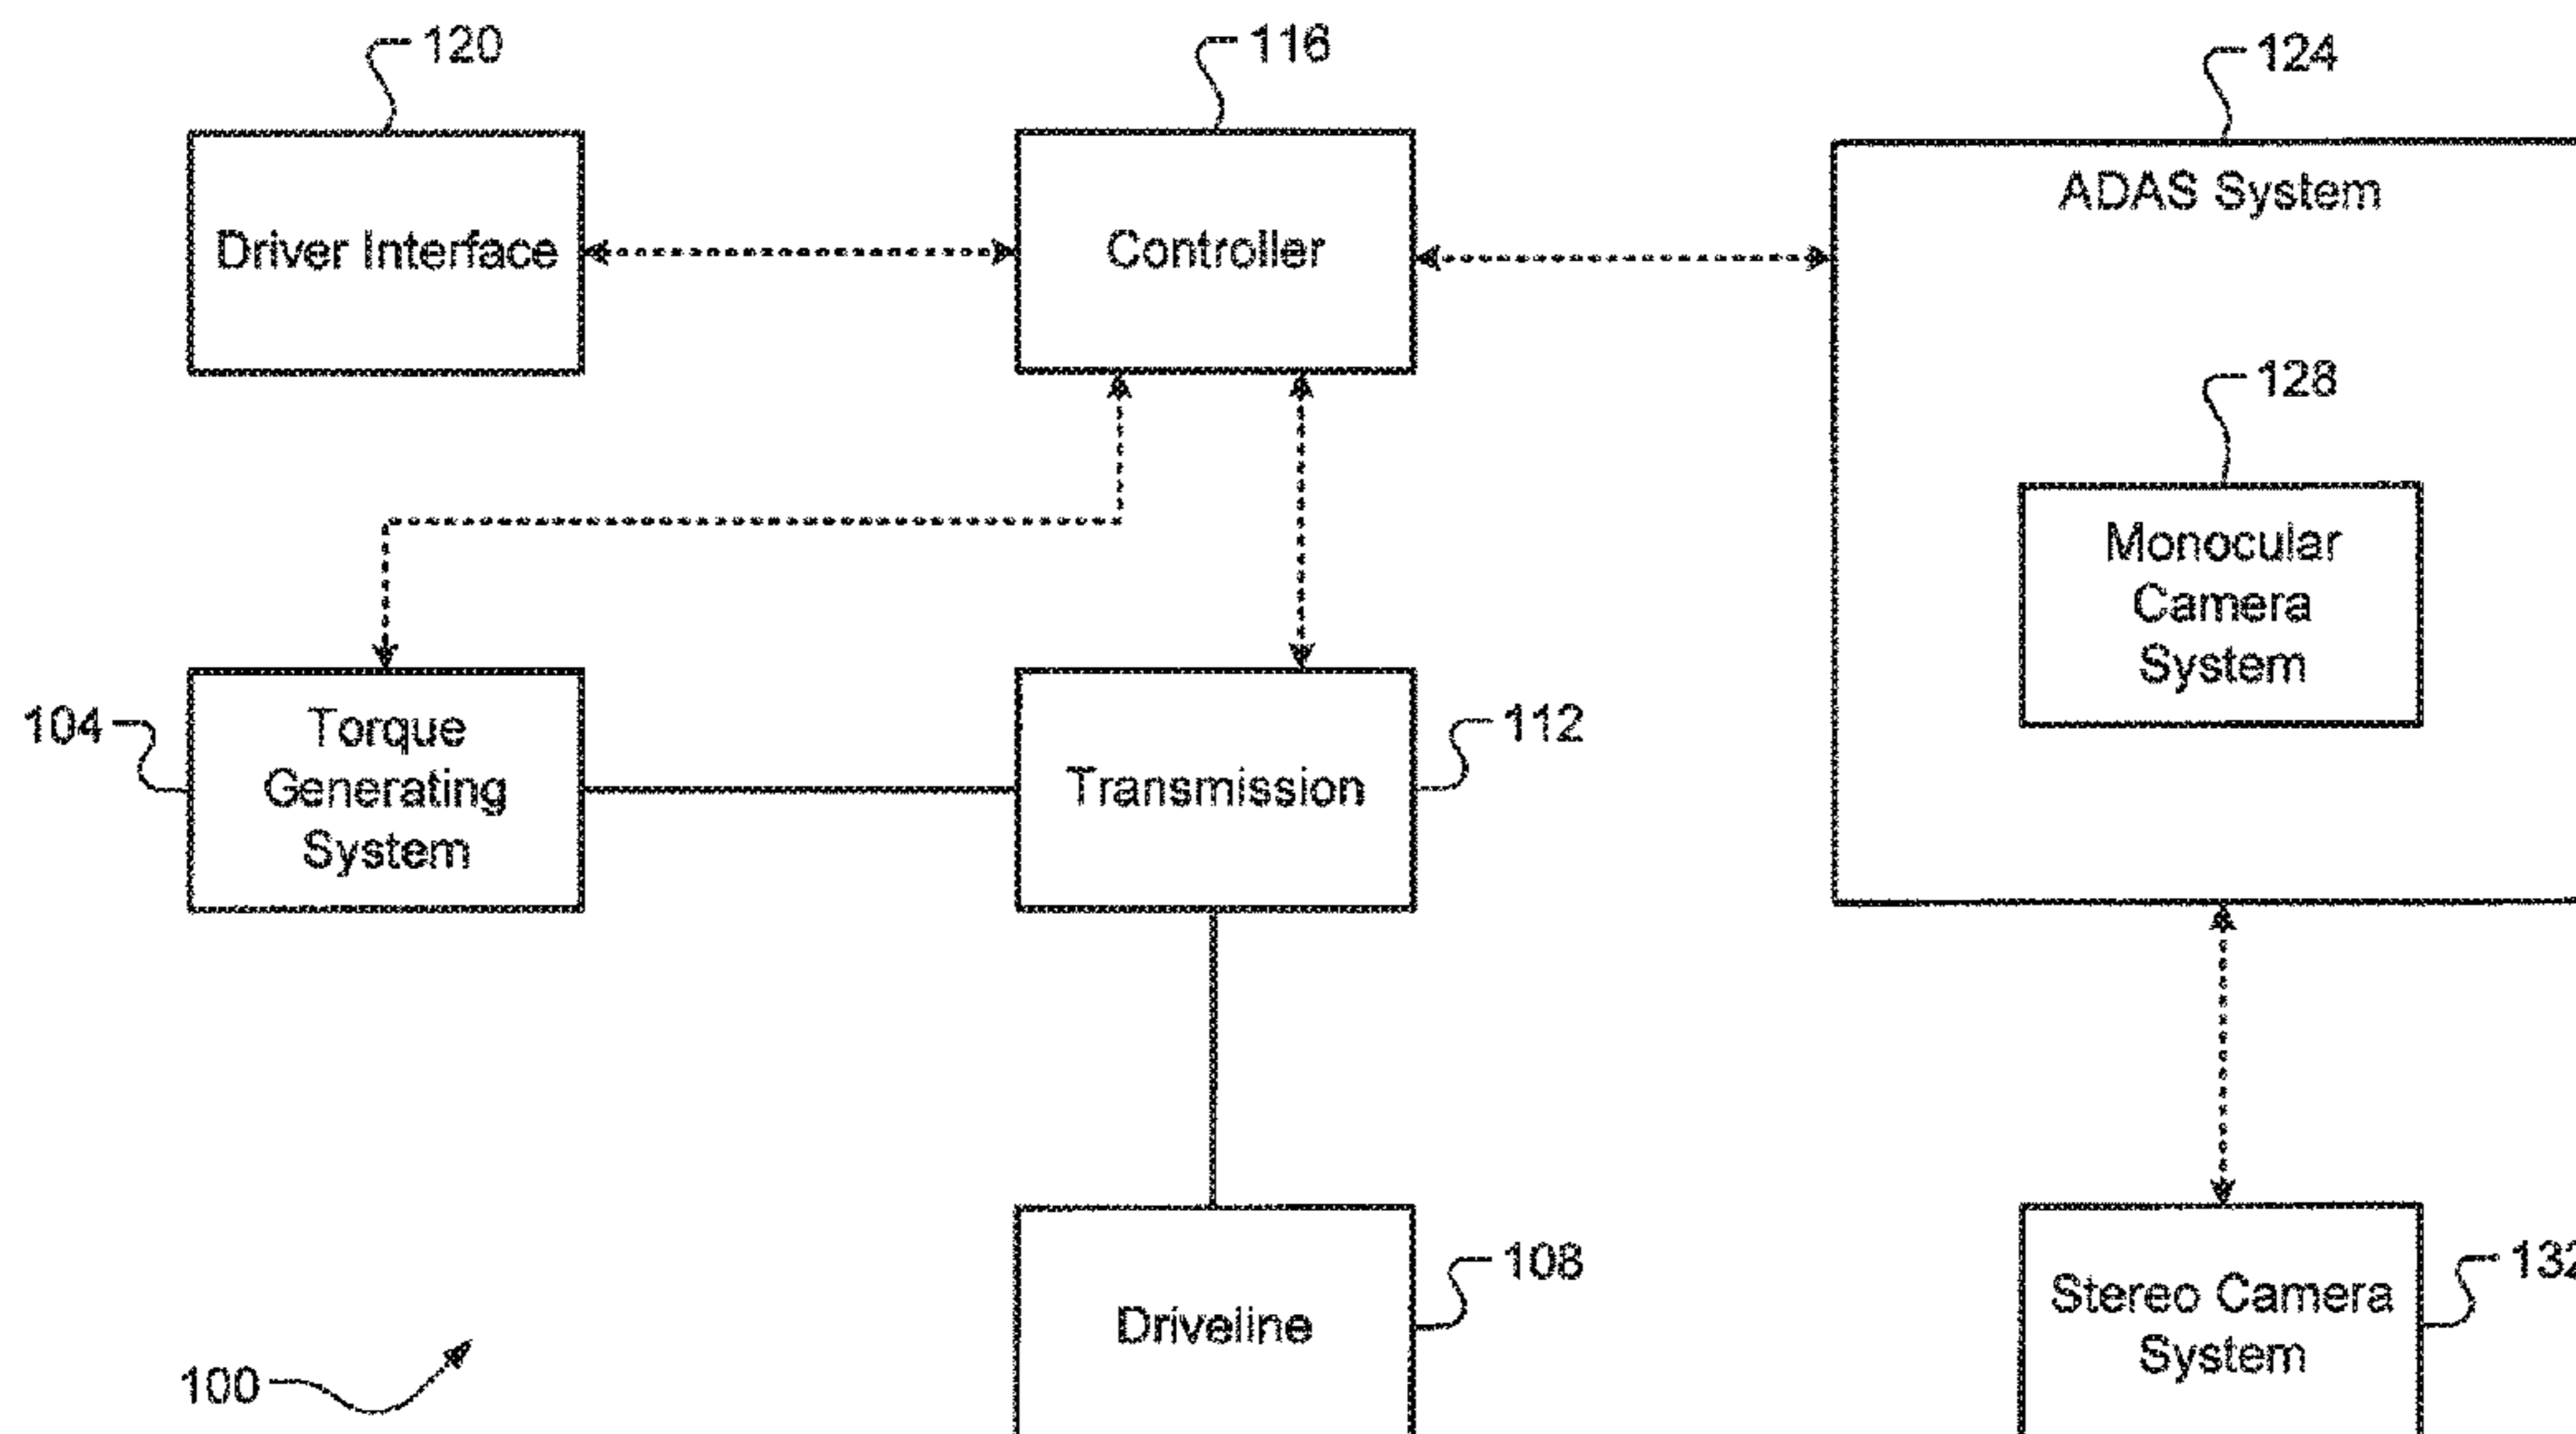 120
116
124
Driver Interface
Controller
ADAS System
128
Monocular
Camera
System
104
Torque
Generating
System
Transmission
112
Driveline
108
Stereo Camera
System
132
100